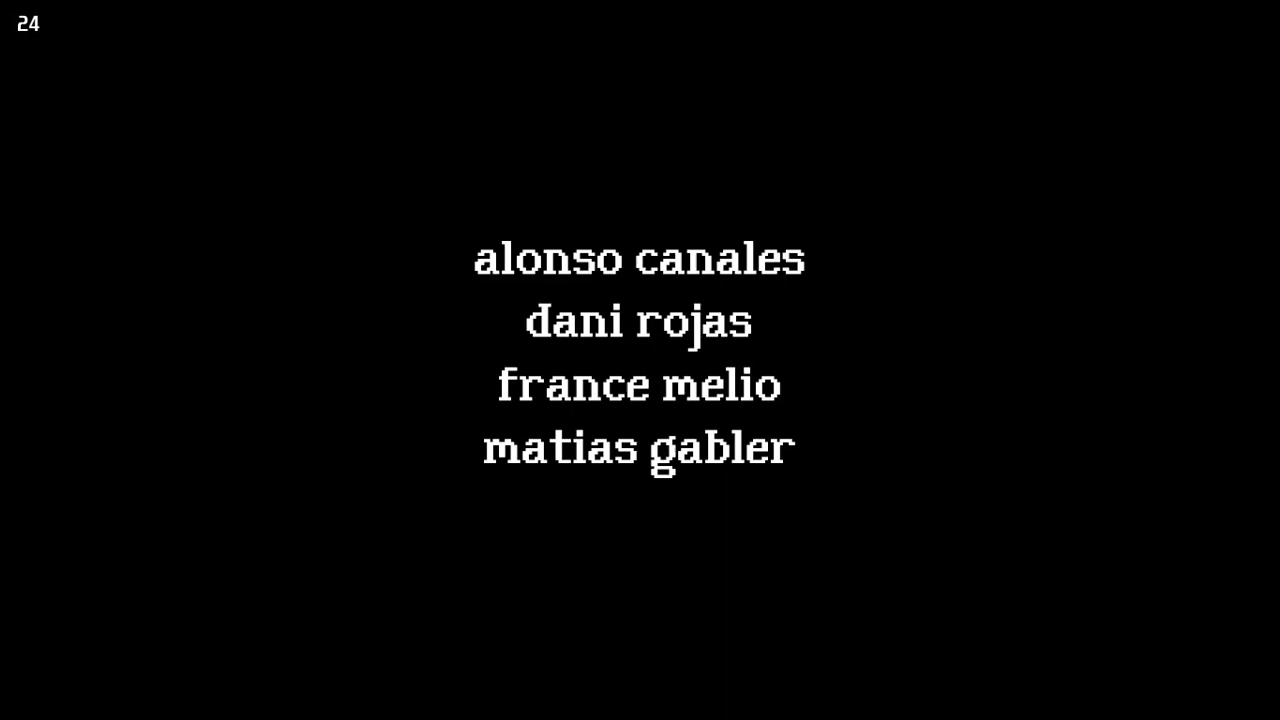 24
alonso canales
dani rojas
france melio
matias gabler